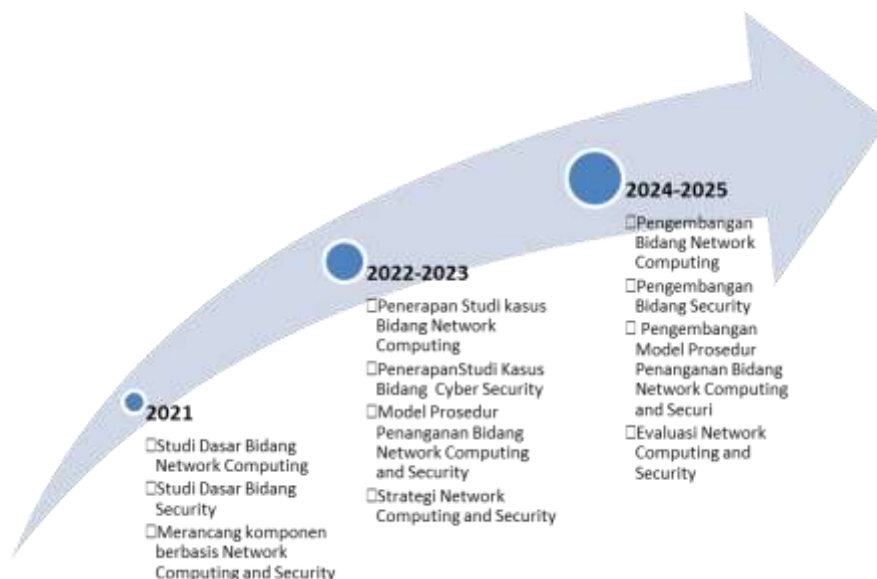 2021
□Studi Dasar Bidang
Network Computing
□Studi Dasar Bidang
Security
□Merancang komponen
berbasis Network
Computing and Security
2022-2023
□Penerapan Studi kasus
Bidang Network
Computing
□PenerapanStudi Kasus
Bidang Cyber Security
□Model Prosedur
Penanganan Bidang
Network Computing
and Security
□Strategi Network
Computing and Security
2024-2025
□Pengembangan
Bidang Network
Computing
□Pengembangan
Bidang Security
□ Pengembangan
Model Prosedur
Penanganan Bidang
Network Computing
and Securi
□Evaluasi Network
Computing and
Security